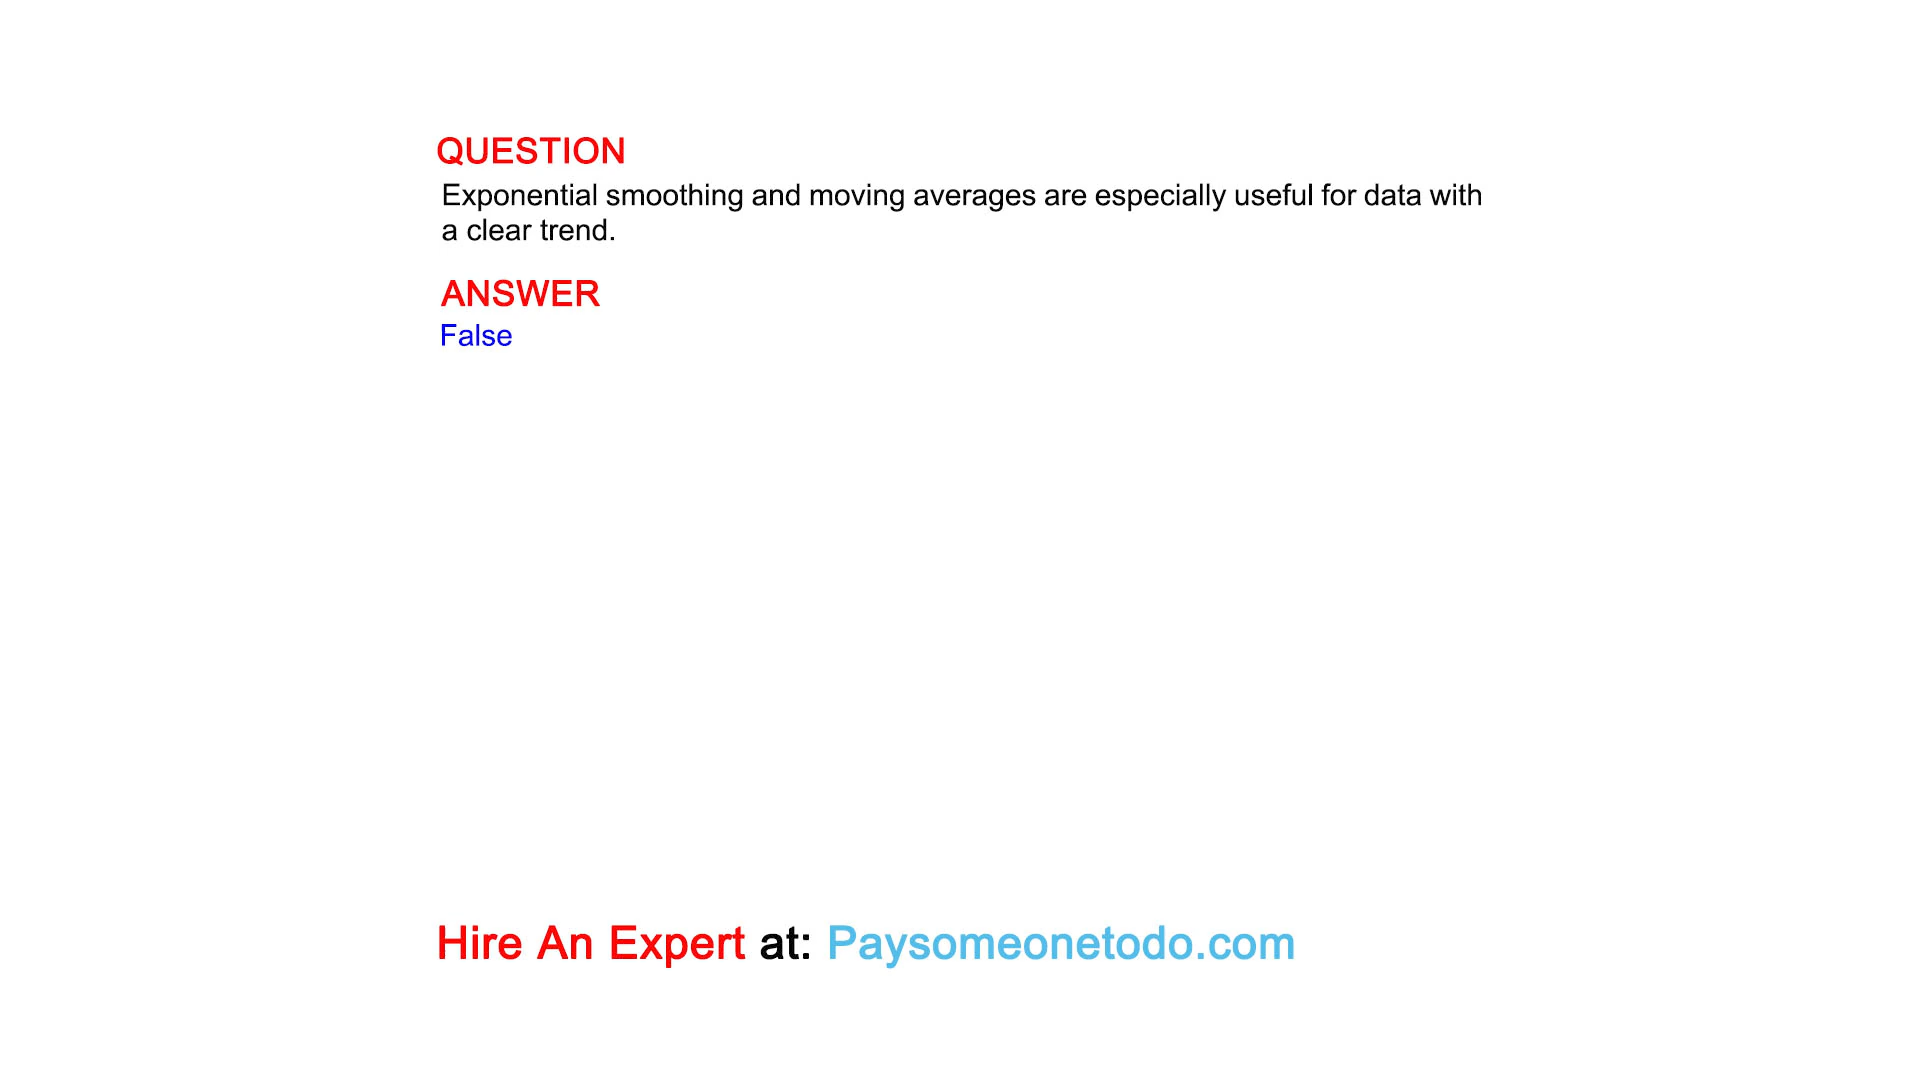 QUESTION
Exponential smoothing and moving averages are especially useful for data with
a clear trend.
ANSWER
False
Hire An Expert at: Paysomeonetodo.com